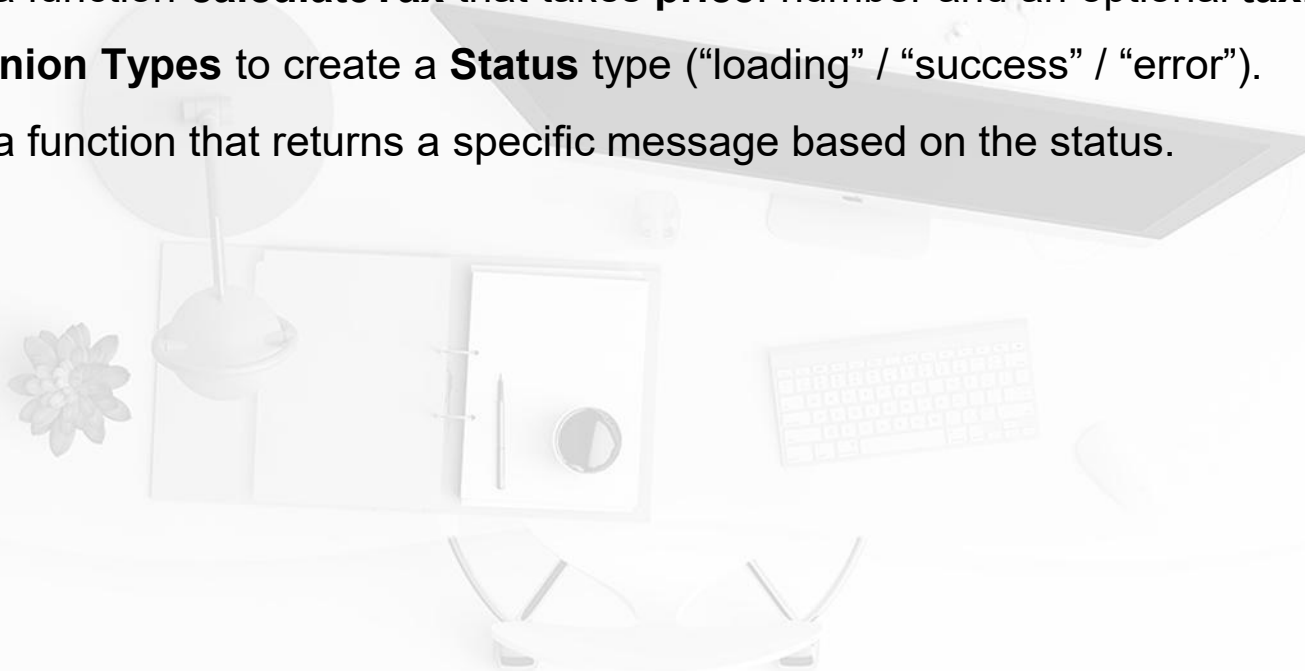 a function calculateTax that takes price: number and an optional tax
nion Types to create a Status type (“loading” / “success” / “error”).
a function that returns a specific message based on the status.